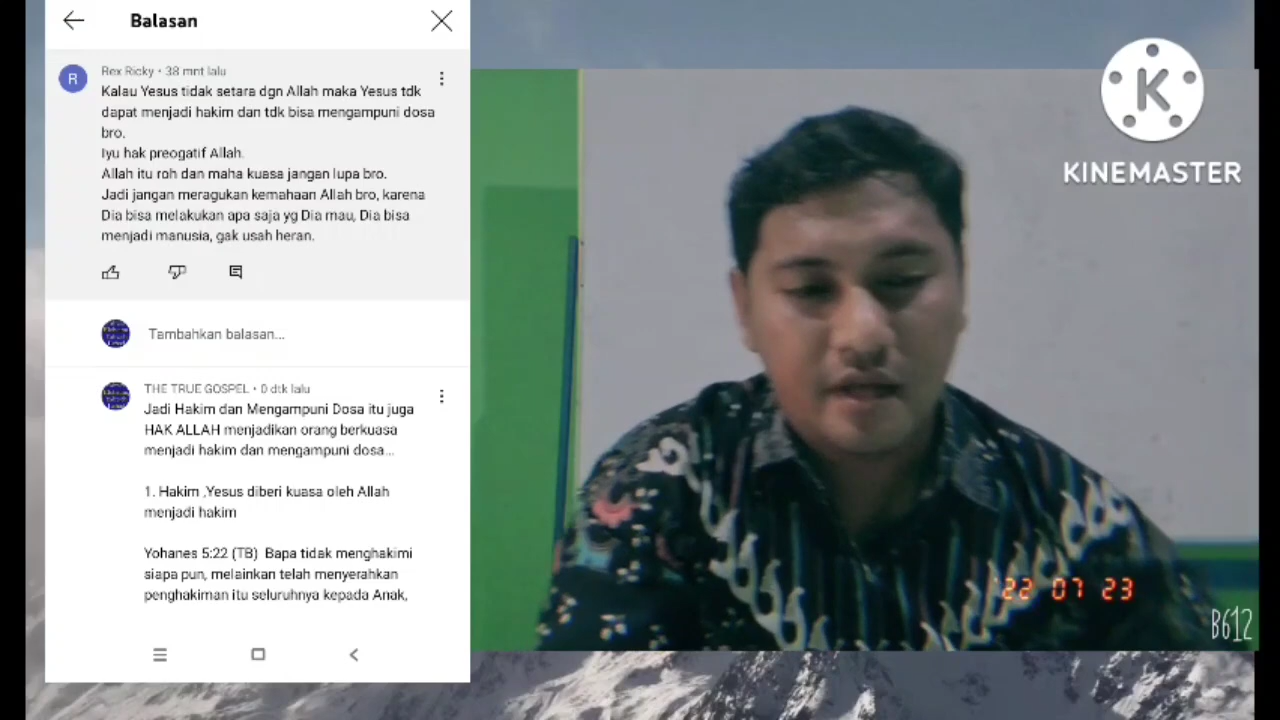 Balasan
R
Rex Ricky • 38 mnt lalu
Kalau Yesus tidak setara dgn Allah maka Yesus tdk
dapat menjadi hakim dan tdk bisa mengampuni dosa
bro.
Iyu hak preogatif Allah.
Allah itu roh dan maha kuasa jangan lupa bro.
Jadi jangan meragukan kemahaan Allah bro, karena
Dia bisa melakukan apa saja yg Dia mau, Dia bisa
menjadi manusia, gak usah heran.
Tambahkan balasan...
THE TRUE GOSPEL • 0 dtk lalu
Jadi Hakim dan Mengampuni Dosa itu juga
HAK ALLAH menjadikan orang berkuasa
menjadi hakim dan mengampuni dosa...
1. Hakim ,Yesus diberi kuasa oleh Allah
menjadi hakim
Yohanes 5:22 (TB) Bapa tidak menghakimi
siapa pun, melainkan telah menyerahkan
penghakiman itu seluruhnya kepada Anak,
K
KINEMASTER
'22 07 23
B612